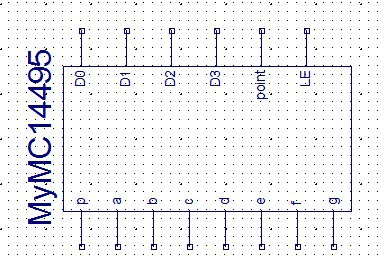 MyMC14495
D0 D1 D2 D3 point LE
p a b c d e f g